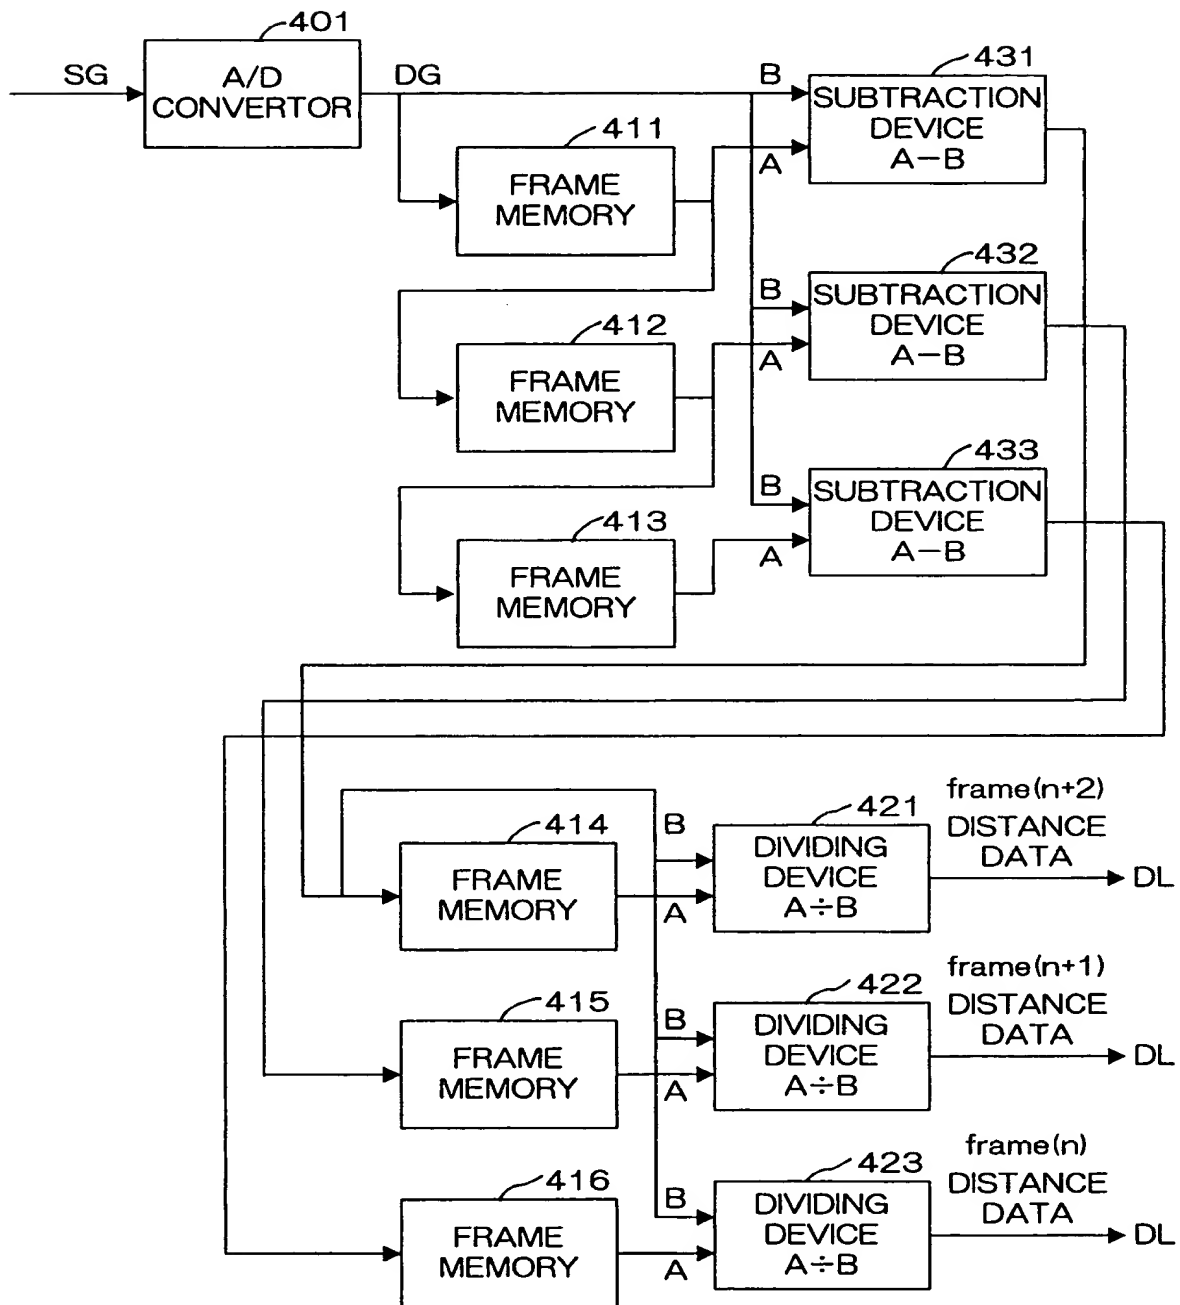 401
SG
A/D
CONVERTOR
DG
B
431
SUBTRACTION
DEVICE
A－B
A
411
FRAME
MEMORY
432
B
SUBTRACTION
DEVICE
A－B
A
412
FRAME
MEMORY
433
B
SUBTRACTION
DEVICE
A－B
A
413
FRAME
MEMORY
414
FRAME
MEMORY
B
A
421
DIVIDING
DEVICE
A÷B
frame(n+2)
DISTANCE
DATA
DL
415
FRAME
MEMORY
B
A
422
DIVIDING
DEVICE
A÷B
frame(n+1)
DISTANCE
DATA
DL
416
FRAME
MEMORY
B
A
423
DIVIDING
DEVICE
A÷B
frame(n)
DISTANCE
DATA
DL